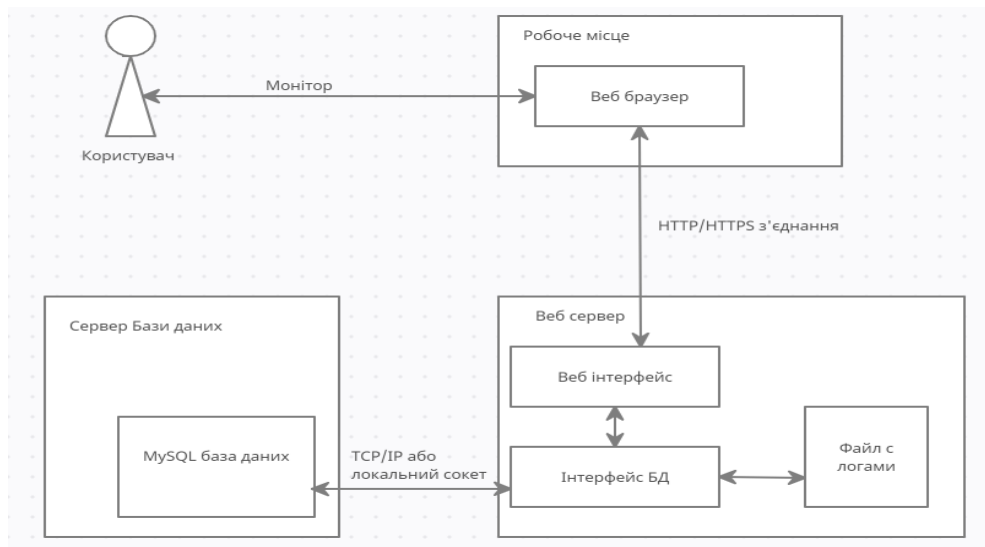 Робоче місце
Веб браузер
Монітор
Користувач
HTTP/HTTPS з'єднання
Веб сервер
Сервер Бази даних
Веб інтерфейс
MySQL база даних
TCP/IP або
локальний сокет
Інтерфейс БД
Файл с
логами